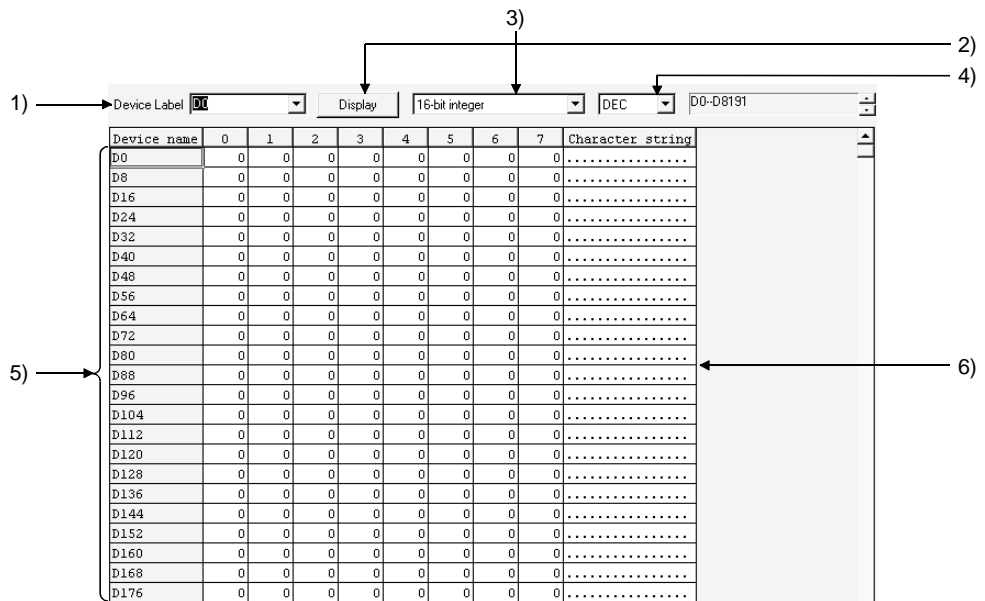 3)
2)
4)
1)
Device Label D0 Display 16-bit integer DEC D0--D8191
Device name 0 1 2 3 4 5 6 7 Character string
D0 0 0 0 0 0 0 0 0 ................
D8 0 0 0 0 0 0 0 0 ................
D16 0 0 0 0 0 0 0 0 ................
D24 0 0 0 0 0 0 0 0 ................
D32 0 0 0 0 0 0 0 0 ................
D40 0 0 0 0 0 0 0 0 ................
D48 0 0 0 0 0 0 0 0 ................
D56 0 0 0 0 0 0 0 0 ................
D64 0 0 0 0 0 0 0 0 ................
D72 0 0 0 0 0 0 0 0 ................
D80 0 0 0 0 0 0 0 0 ................
5)
D88 0 0 0 0 0 0 0 0 ................
6)
D96 0 0 0 0 0 0 0 0 ................
D104 0 0 0 0 0 0 0 0 ................
D112 0 0 0 0 0 0 0 0 ................
D120 0 0 0 0 0 0 0 0 ................
D128 0 0 0 0 0 0 0 0 ................
D136 0 0 0 0 0 0 0 0 ................
D144 0 0 0 0 0 0 0 0 ................
D152 0 0 0 0 0 0 0 0 ................
D160 0 0 0 0 0 0 0 0 ................
D168 0 0 0 0 0 0 0 0 ................
D176 0 0 0 0 0 0 0 0 ................